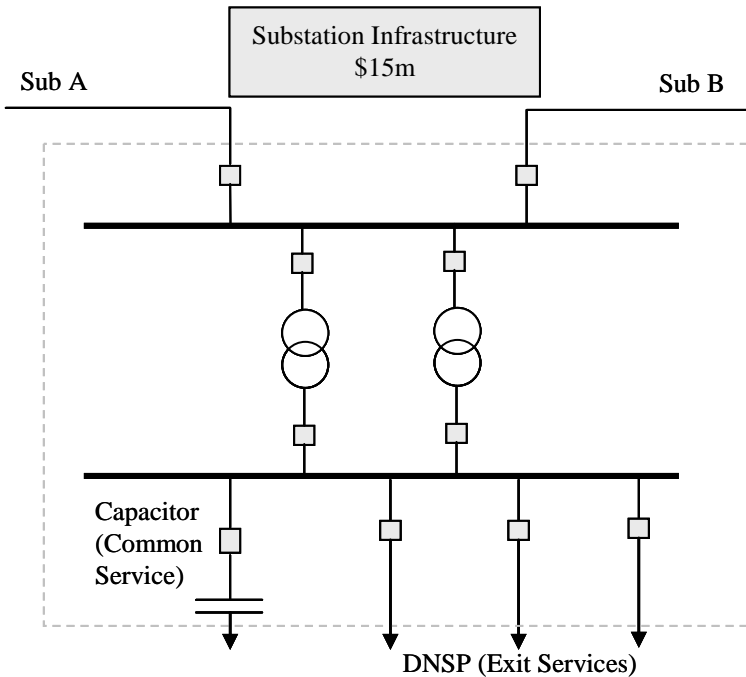 Substation Infrastructure
$15m
Sub A
Sub B
Capacitor
(Common
Service)
DNSP (Exit Services)